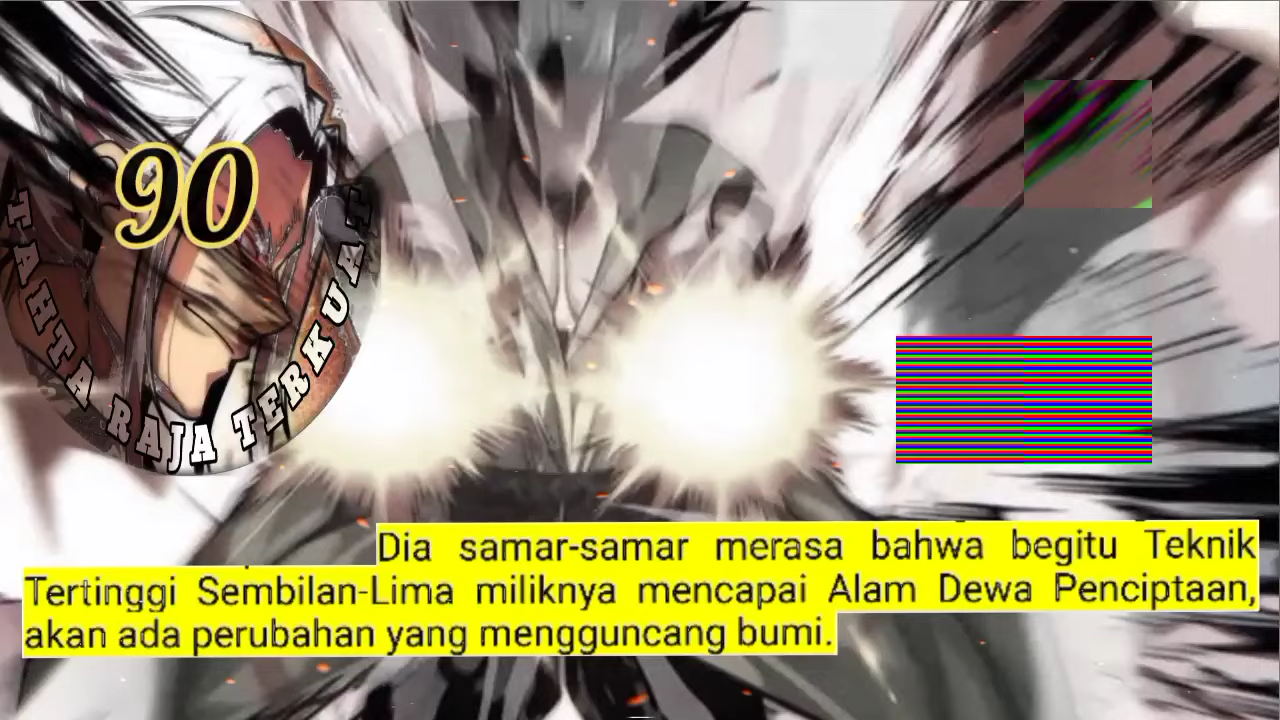 90
TAHTA RAJA TERKUAT
Dia samar-samar merasa bahwa begitu Teknik
Tertinggi Sembilan-Lima miliknya mencapai Alam Dewa Penciptaan,
akan ada perubahan yang mengguncang bumi.